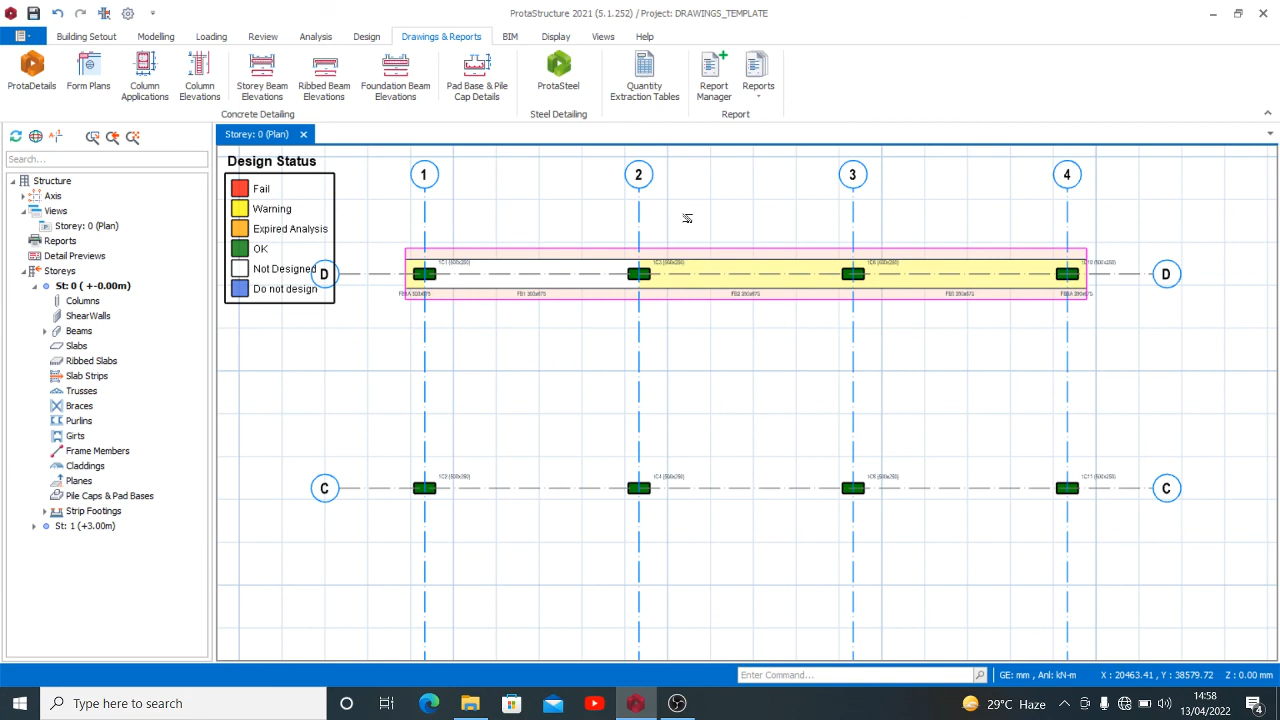 ProtaStructure 2021 (5.1.252) / Project: DRAWINGS_TEMPLATE
Building Setout Modelling Loading Review Analysis Design Drawings & Reports BIM Display Views Help
ProtaDetails
Form Plans
Column Applications
Column Elevations
Storey Beam Elevations
Ribbed Beam Elevations
Foundation Beam Elevations
Pad Base & Pile Cap Details
ProtaSteel
Quantity Extraction Tables
Report Manager
Reports
Concrete Detailing
Steel Detailing
Report
Storey: 0 (Plan)
Search...
Structure
Axis
Views
Storey: 0 (Plan)
Reports
Detail Previews
Storeys
St: 0 ( +-0.00m)
Columns
ShearWalls
Beams
Slabs
Ribbed Slabs
Slab Strips
Trusses
Braces
Purlins
Girts
Frame Members
Claddings
Planes
Pile Caps & Pad Bases
Strip Footings
St: 1 (+3.00m)
Design Status
Fail
Warning
Expired Analysis
OK
Not Designed
Do not design
1 2 3 4
D D
C C
Enter Command...
GE: mm, Anl: kN-m
X : 20463.41 , Y : 38579.72
Z: 0.00 mm
Type here to search
29°C Haze
14:58
13/04/2022
4